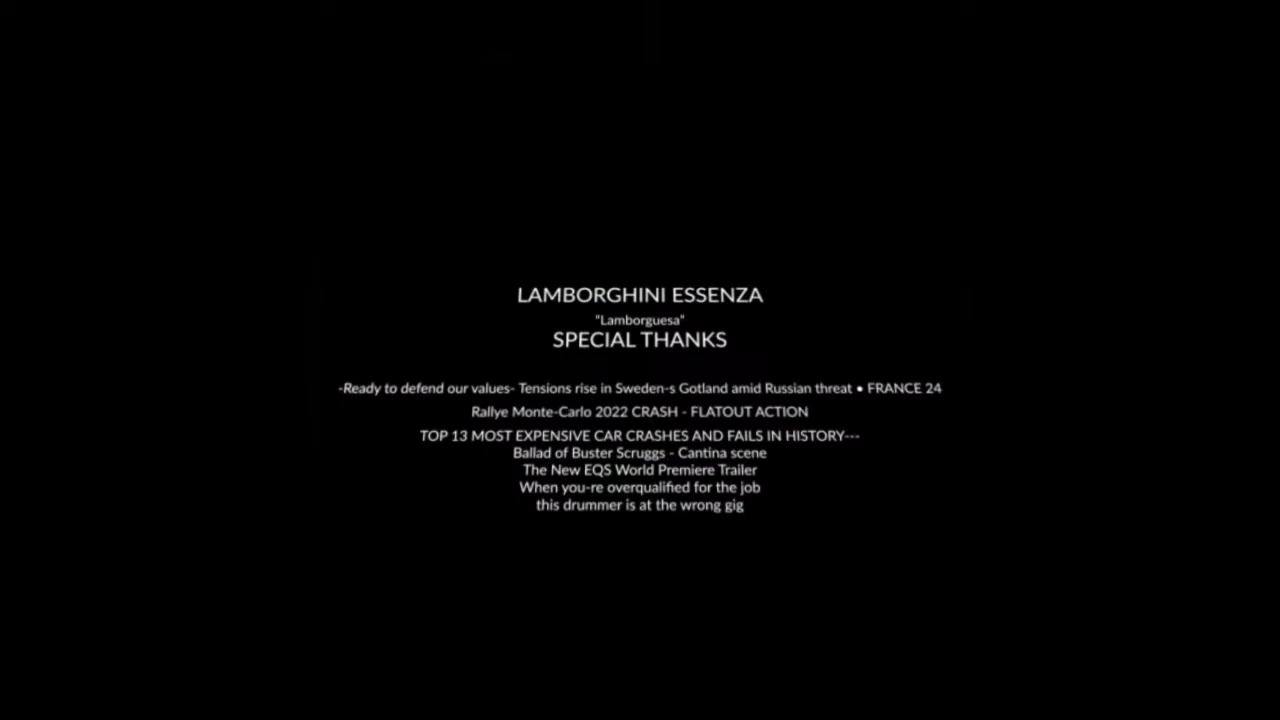 LAMBORGHINI ESSENZA
“Lamborguesa”
SPECIAL THANKS
-Ready to defend our values- Tensions rise in Sweden-s Gotland amid Russian threat • FRANCE 24
Rallye Monte-Carlo 2022 CRASH - FLATOUT ACTION
TOP 13 MOST EXPENSIVE CAR CRASHES AND FAILS IN HISTORY---
Ballad of Buster Scruggs - Cantina scene
The New EQS World Premiere Trailer
When you-re overqualified for the job
this drummer is at the wrong gig